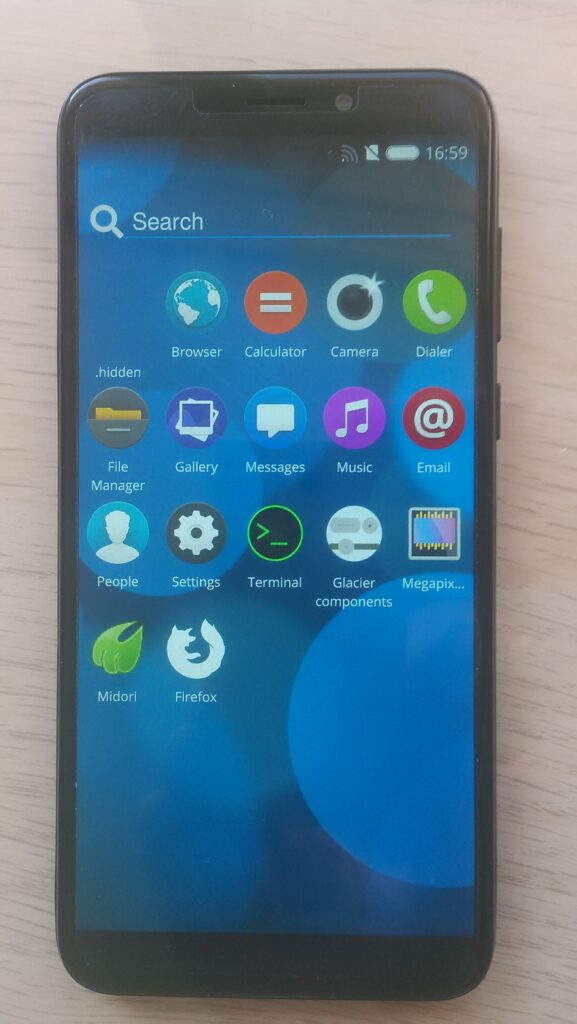 16:59
Search
Browser
Calculator
Camera
Dialer
.hidden
File
Manager
Gallery
Messages
Music
Email
People
Settings
Terminal
Glacier
components
Megapix...
Midori
Firefox